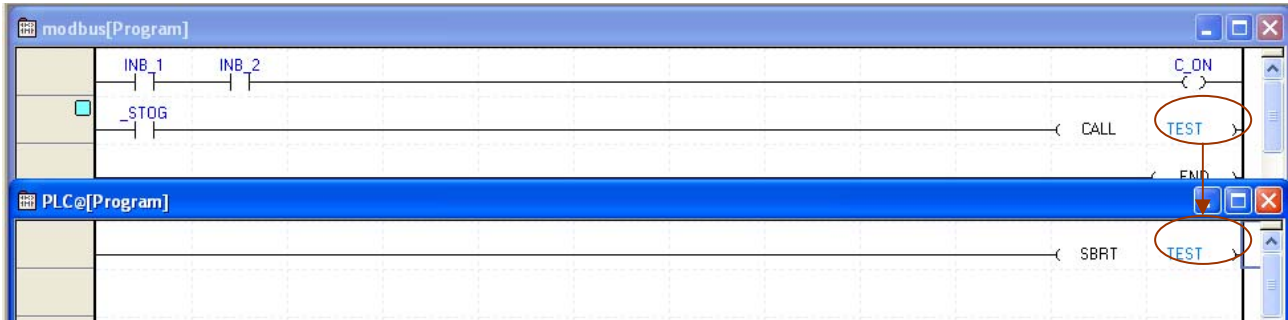 modbus[Program]
INB_1 INB_2 C_ON
_STOG
CALL TEST
END
PLC@[Program]
SBRT TEST